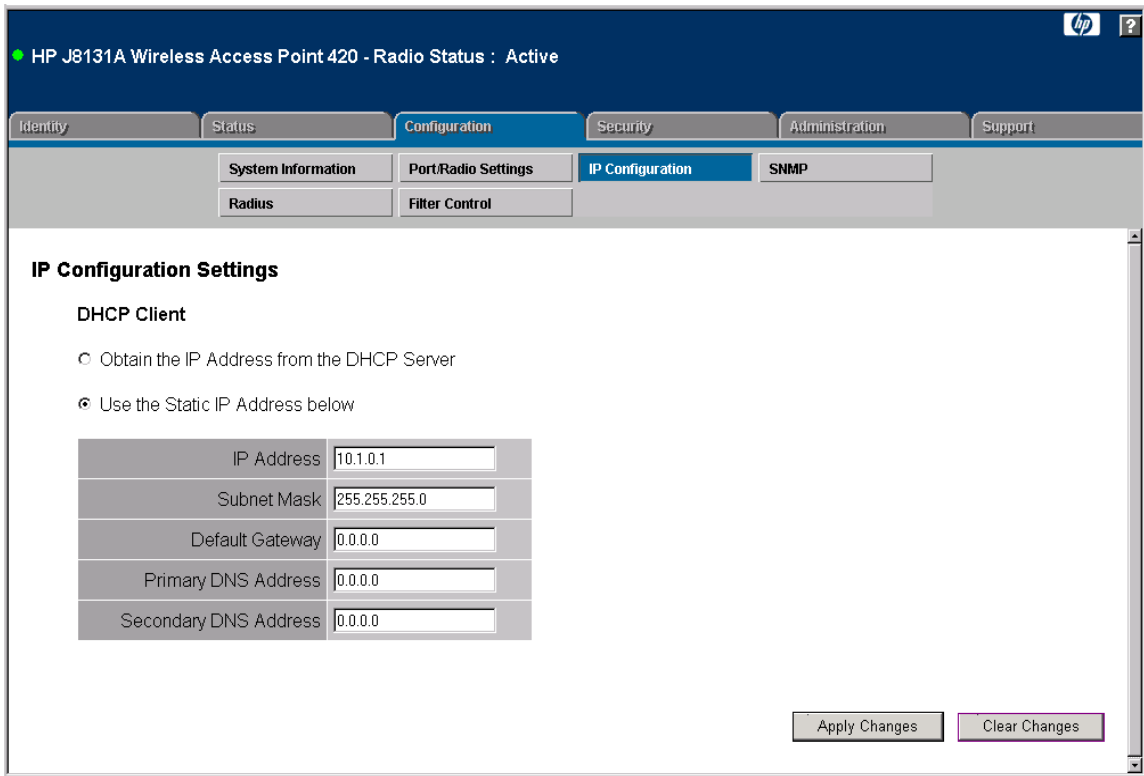 hp ?
HP J8131A Wireless Access Point 420 - Radio Status : Active
Identity Status Configuration Security Administration Support
System Information Port/Radio Settings IP Configuration SNMP
Radius Filter Control
IP Configuration Settings
DHCP Client
Obtain the IP Address from the DHCP Server
Use the Static IP Address below
IP Address 10.1.0.1
Subnet Mask 255.255.255.0
Default Gateway 0.0.0.0
Primary DNS Address 0.0.0.0
Secondary DNS Address 0.0.0.0
Apply Changes Clear Changes